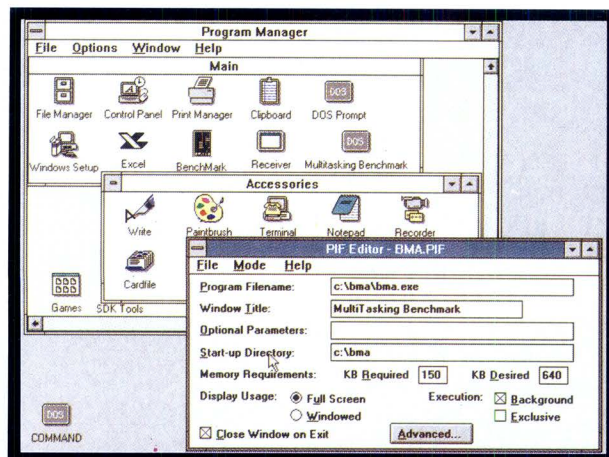 Program Manager
File Options Window Help
Main
File Manager Control Panel Print Manager Clipboard DOS Prompt
DOS
Windows Setup Excel BenchMark Receiver Multitasking Benchmark
DOS
Accessories
Write Paintbrush Terminal Notepad Recorder
Cardfile
Games SDK Tools
PIF Editor - BMA.PIF
File Mode Help
Program Filename: c:\bma\bma.exe
Window Title: MultiTasking Benchmark
Optional Parameters:
Start-up Directory: c:\bma
Memory Requirements: KB Required 150 KB Desired 640
Display Usage: Full Screen Execution: Background
Windowed Exclusive
Close Window on Exit Advanced...
DOS
COMMAND